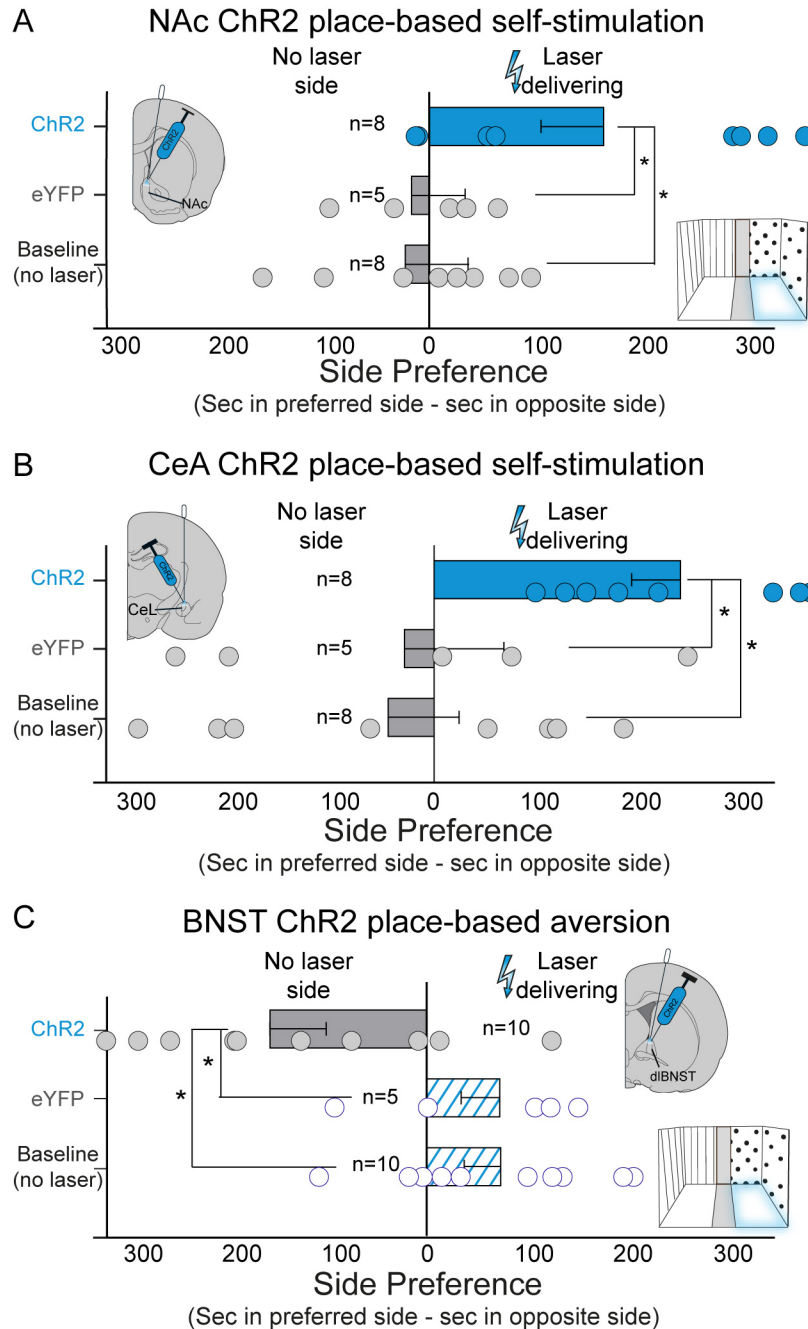 A
NAc ChR2 place-based self-stimulation
No laser
side
Laser
delivering
ChR2
n=8
ChR2
NAc
*
*
eYFP
n=5
Baseline
(no laser)
n=8
300 200 100 0 100 200 300
Side Preference
(Sec in preferred side - sec in opposite side)
B
CeA ChR2 place-based self-stimulation
No laser
side
Laser
delivering
ChR2
n=8
ChR2
CeL
*
*
eYFP
n=5
Baseline
(no laser)
n=8
300 200 100 0 100 200 300
Side Preference
(Sec in preferred side - sec in opposite side)
C
BNST ChR2 place-based aversion
No laser
side
Laser
delivering
ChR2
n=10
ChR2
dlBNST
*
*
eYFP
n=5
Baseline
(no laser)
n=10
300 200 100 0 100 200 300
Side Preference
(Sec in preferred side - sec in opposite side)